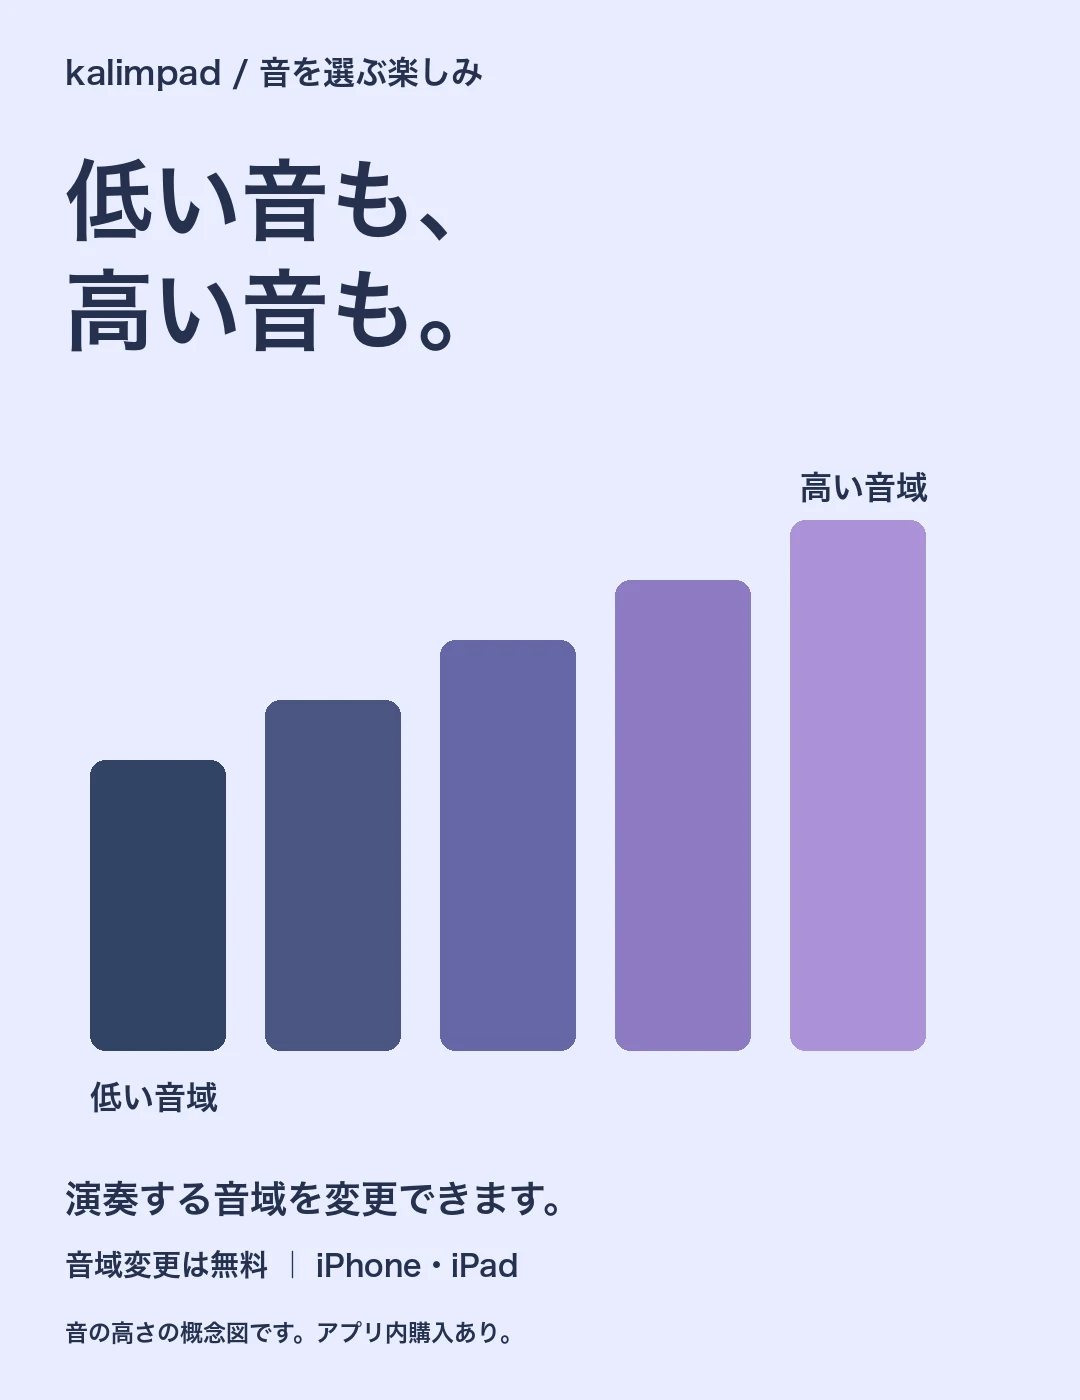 kalimpad / 音を選ぶ楽しみ
低い音も、
高い音も。
高い音域
低い音域
演奏する音域を変更できます。
音域変更は無料 ｜ iPhone・iPad
音の高さの概念図です。アプリ内購入あり。